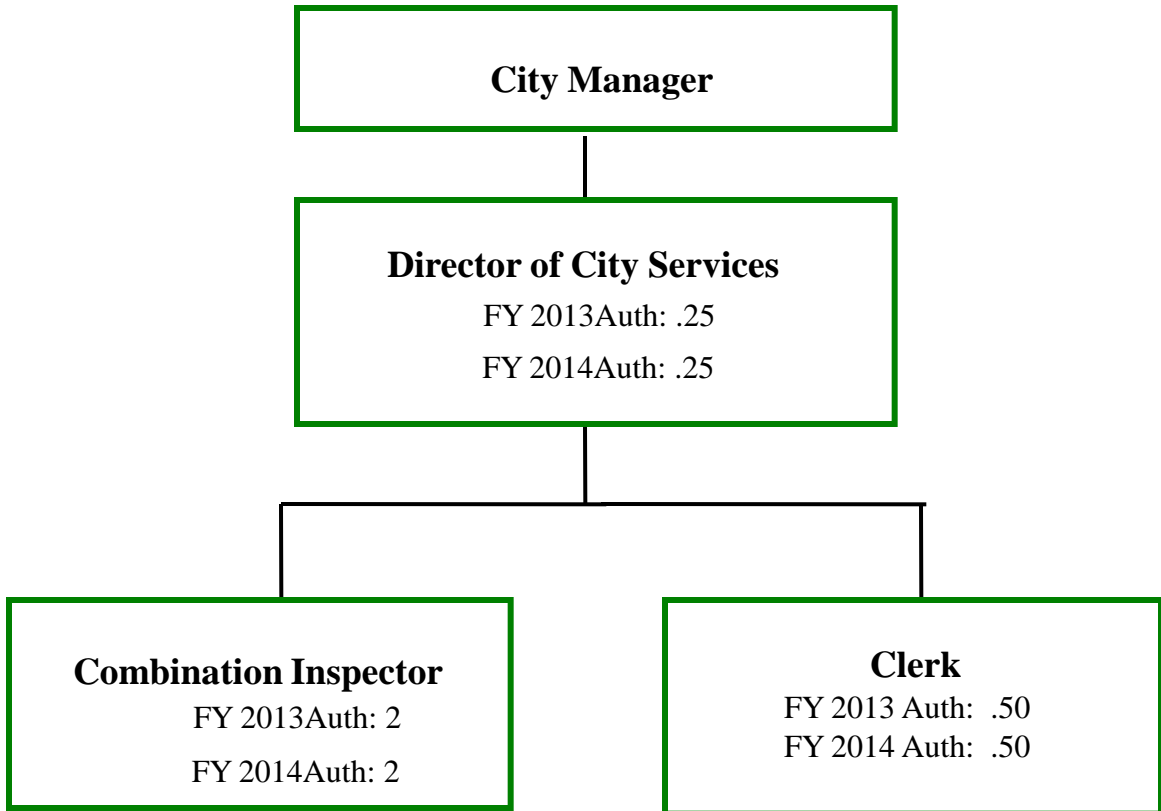 City Manager
Director of City Services
FY 2013Auth: .25
FY 2014Auth: .25
Combination Inspector
FY 2013Auth: 2
FY 2014Auth: 2
Clerk
FY 2013 Auth: .50
FY 2014 Auth: .50